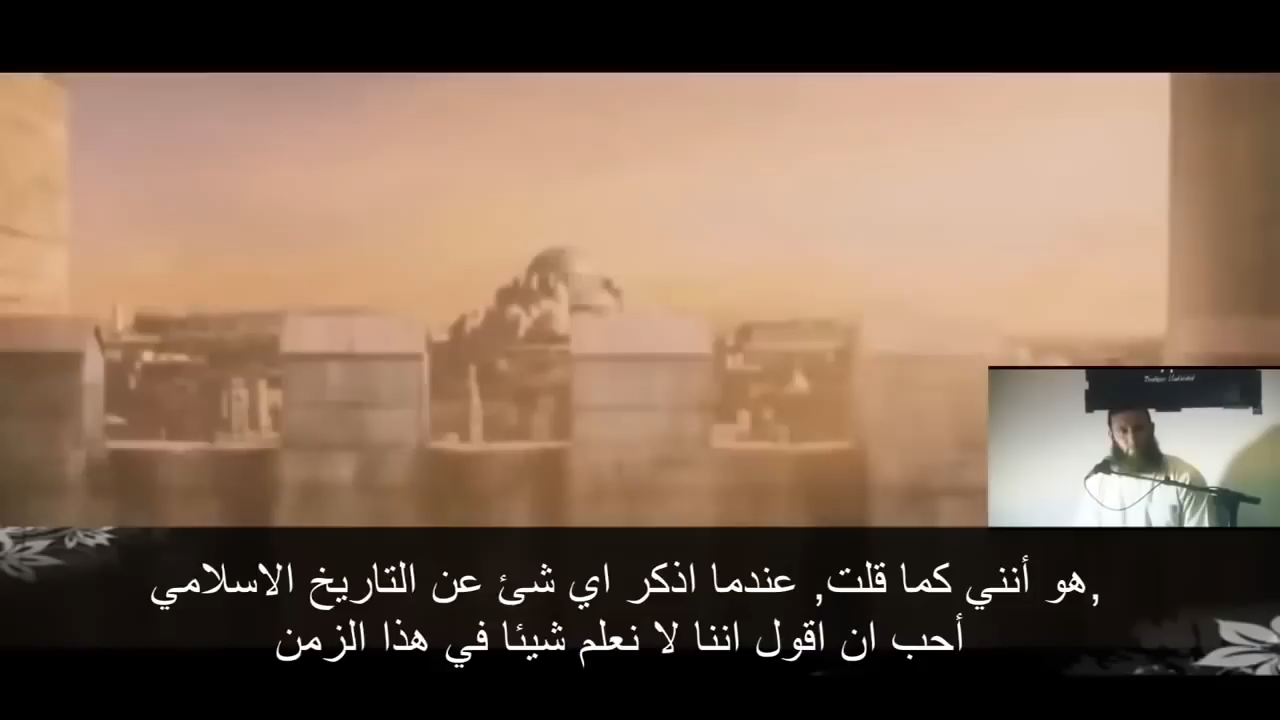 هو أنني كما قلت, عندما اذكر اي شئ عن التاريخ الاسلامي,
أحب ان اقول اننا لا نعلم شيئا في هذا الزمن